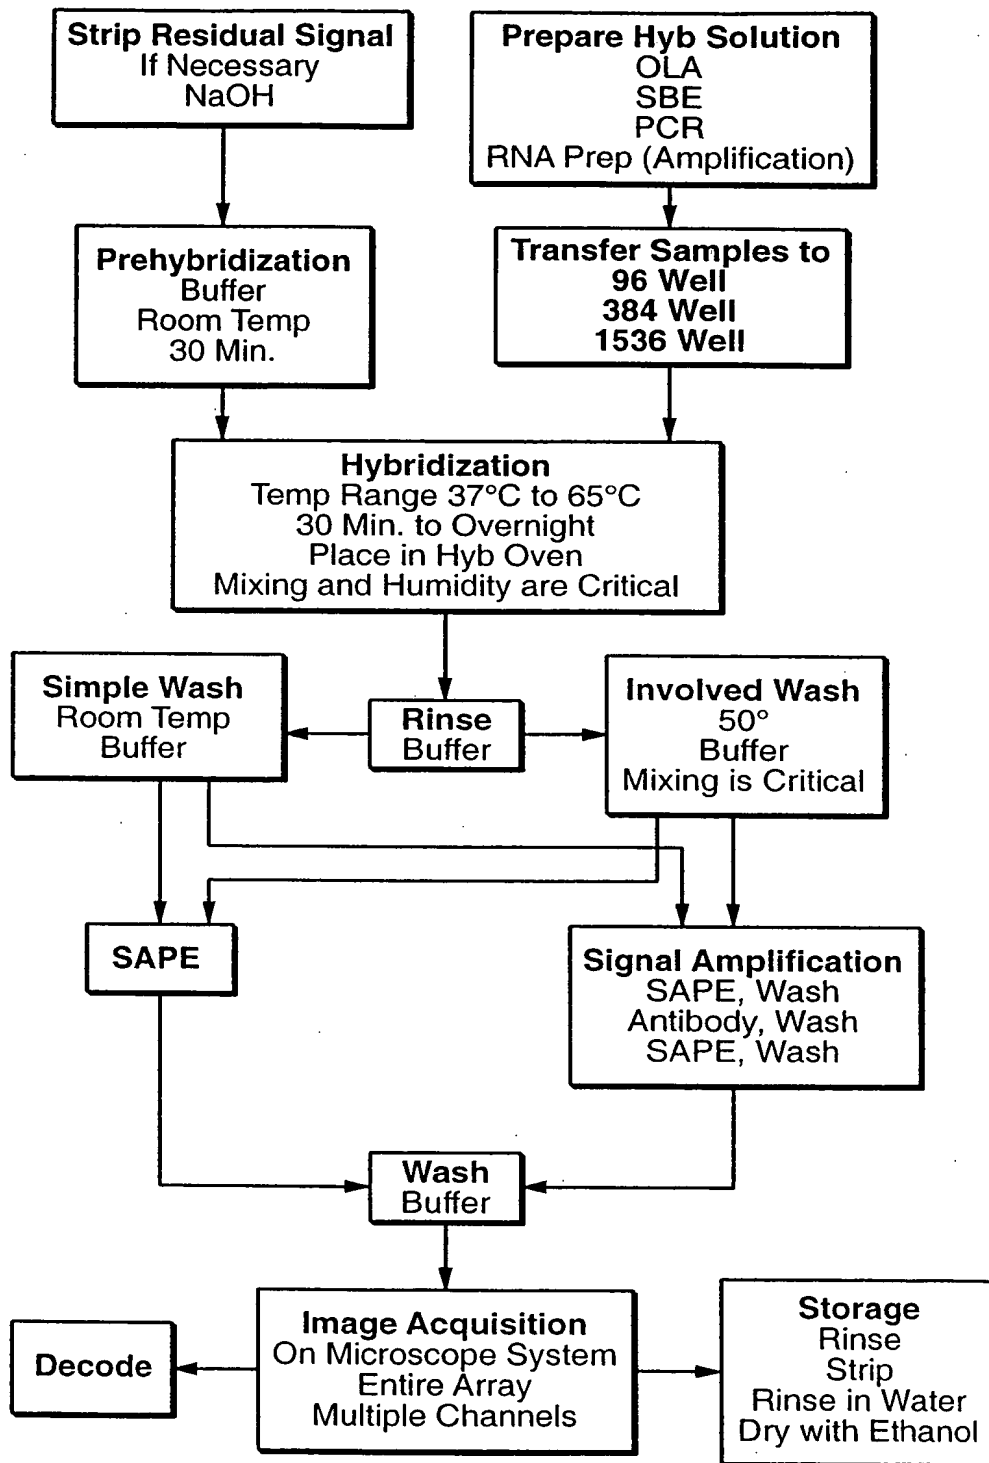 Strip Residual Signal
If Necessary
NaOH
Prepare Hyb Solution
OLA
SBE
PCR
RNA Prep (Amplification)
Prehybridization
Buffer
Room Temp
30 Min.
Transfer Samples to
96 Well
384 Well
1536 Well
Hybridization
Temp Range 37°C to 65°C
30 Min. to Overnight
Place in Hyb Oven
Mixing and Humidity are Critical
Simple Wash
Room Temp
Buffer
Rinse
Buffer
Involved Wash
50°
Buffer
Mixing is Critical
SAPE
Signal Amplification
SAPE, Wash
Antibody, Wash
SAPE, Wash
Wash
Buffer
Decode
Image Acquisition
On Microscope System
Entire Array
Multiple Channels
Storage
Rinse
Strip
Rinse in Water
Dry with Ethanol